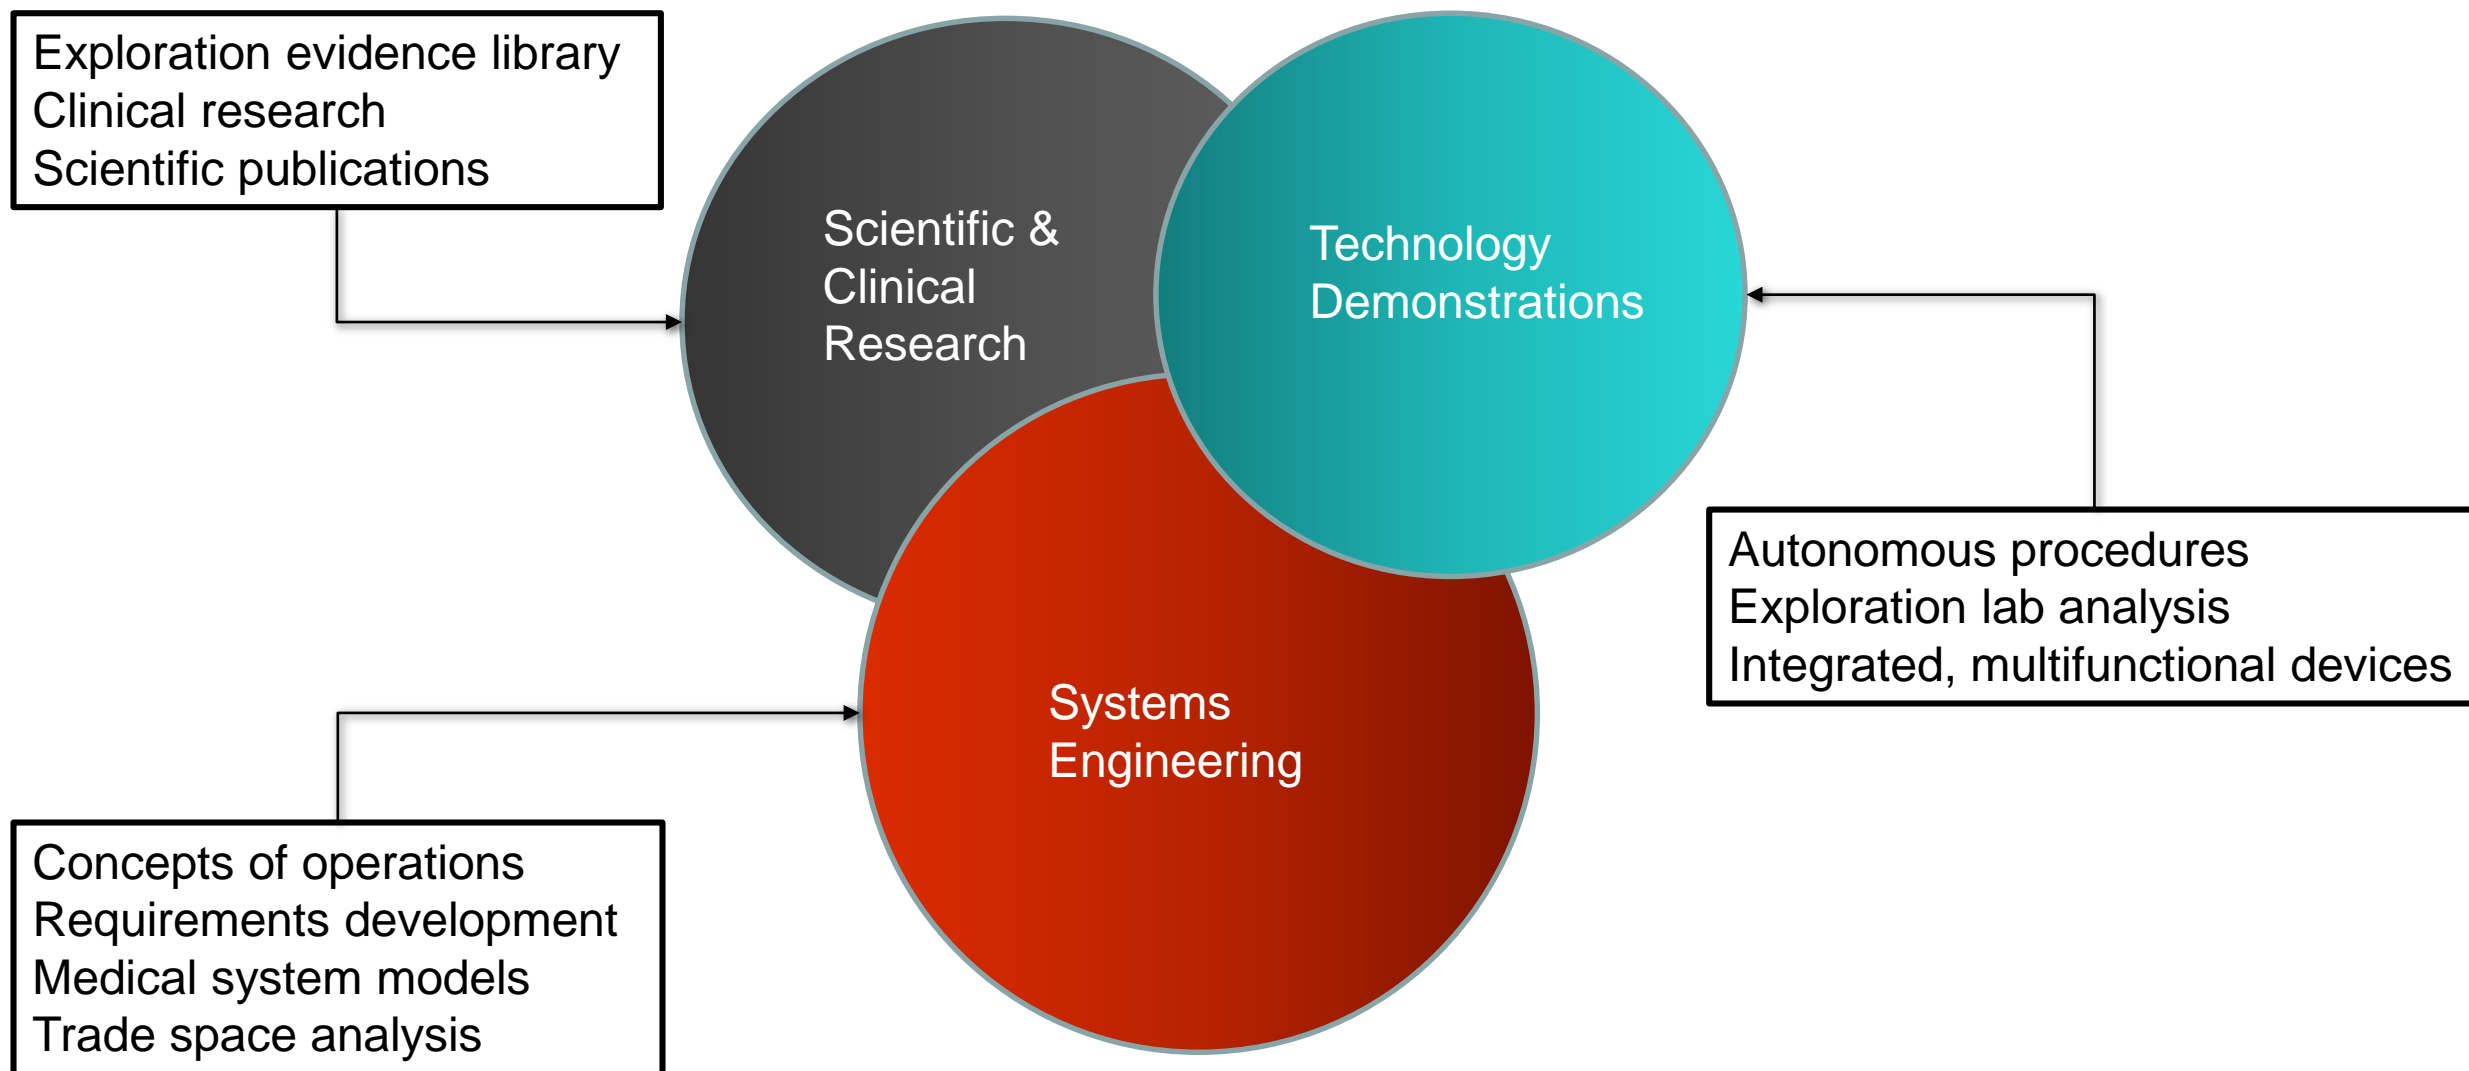 Exploration evidence library
Clinical research
Scientific publications
Scientific &
Clinical
Research
Technology
Demonstrations
Autonomous procedures
Exploration lab analysis
Integrated, multifunctional devices
Systems
Engineering
Concepts of operations
Requirements development
Medical system models
Trade space analysis